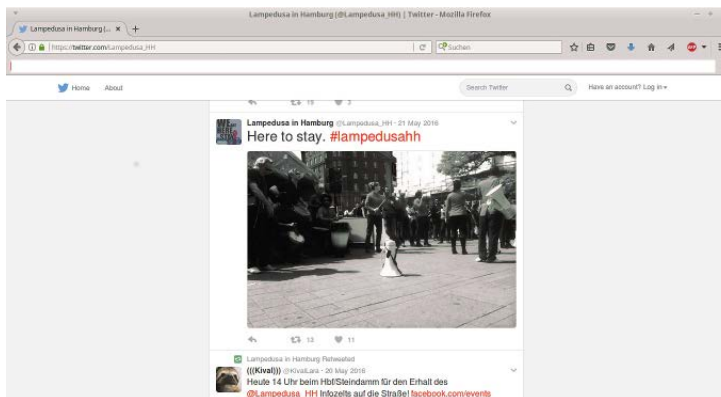 Lampedusa in Hamburg (@Lampedusa_HH) | Twitter - Mozilla Firefox
Lampedusa in Hamburg (... ×
https://twitter.com/Lampedusa_HH
Suchen
Home About
Search Twitter
Have an account? Log in
19 3
Lampedusa in Hamburg @Lampedusa_HH · 21 May 2016
Here to stay. #lampedusahh
13 11
Lampedusa in Hamburg Retweeted
(((Kival))) @KivalLara · 20 May 2016
Heute 14 Uhr beim Hbf/Steindamm für den Erhalt des
@Lampedusa_HH Infozelts auf die Straße! facebook.com/events